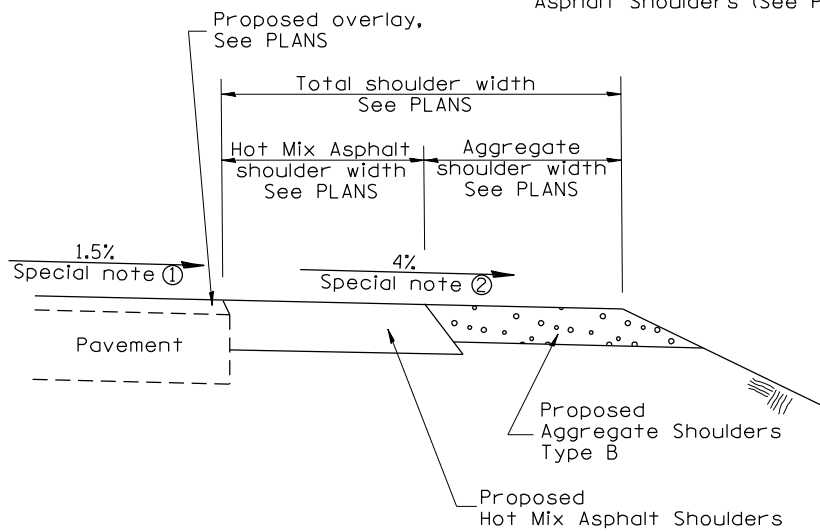 Asphalt Shoulders (See P
Proposed overlay,
See PLANS
Total shoulder width
See PLANS
Hot Mix Asphalt
shoulder width
See PLANS
Aggregate
shoulder width
See PLANS
1.5%
Special note ①
4%
Special note ②
Pavement
Proposed
Aggregate Shoulders
Type B
Proposed
Hot Mix Asphalt Shoulders